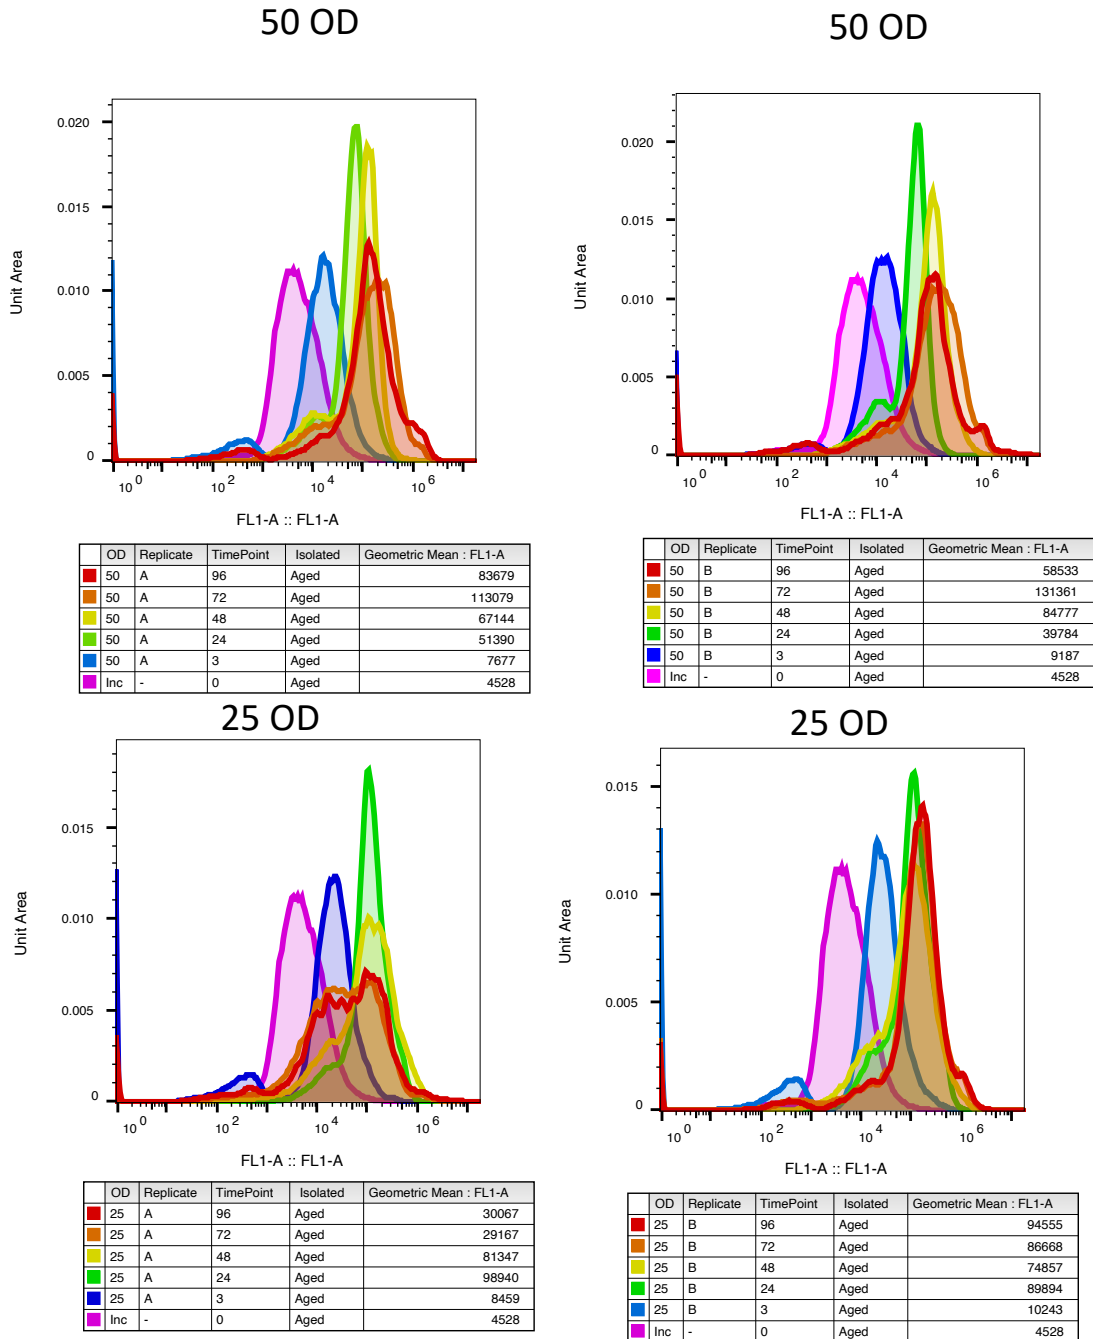 50 OD
50 OD
0.020
0.015
0.010
0.005
0
Unit Area
10 0
10 2
10 4
10 6
FL1-A :: FL1-A
0.020
0.015
0.010
0.005
0
Unit Area
10 0
10 2
10 4
10 6
FL1-A :: FL1-A
OD Replicate TimePoint Isolated Geometric Mean : FL1-A
50 A 96 Aged 83679
50 A 72 Aged 113079
50 A 48 Aged 67144
50 A 24 Aged 51390
50 A 3 Aged 7677
Inc - 0 Aged 4528
OD Replicate TimePoint Isolated Geometric Mean : FL1-A
50 B 96 Aged 58533
50 B 72 Aged 131361
50 B 48 Aged 84777
50 B 24 Aged 39784
50 B 3 Aged 9187
Inc - 0 Aged 4528
25 OD
25 OD
0.015
0.010
0.005
0
Unit Area
10 0
10 2
10 4
10 6
FL1-A :: FL1-A
0.015
0.010
0.005
0
Unit Area
10 0
10 2
10 4
10 6
FL1-A :: FL1-A
OD Replicate TimePoint Isolated Geometric Mean : FL1-A
25 A 96 Aged 30067
25 A 72 Aged 29167
25 A 48 Aged 81347
25 A 24 Aged 98940
25 A 3 Aged 8459
Inc - 0 Aged 4528
OD Replicate TimePoint Isolated Geometric Mean : FL1-A
25 B 96 Aged 94555
25 B 72 Aged 86668
25 B 48 Aged 74857
25 B 24 Aged 89894
25 B 3 Aged 10243
Inc - 0 Aged 4528